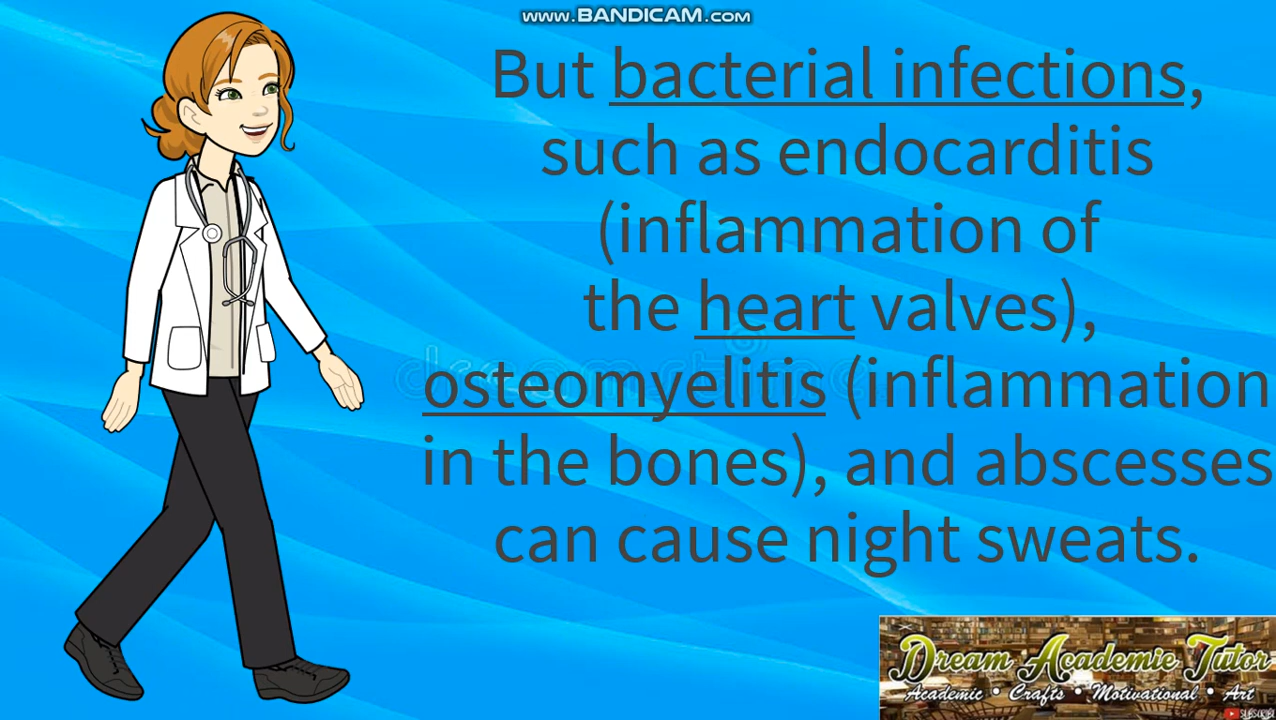 www.BANDICAM.com
But bacterial infections,
such as endocarditis
(inflammation of
the heart valves),
osteomyelitis (inflammation
in the bones), and abscesses
can cause night sweats.
Dream Academic Tutor
Academic • Crafts • Motivational • Art